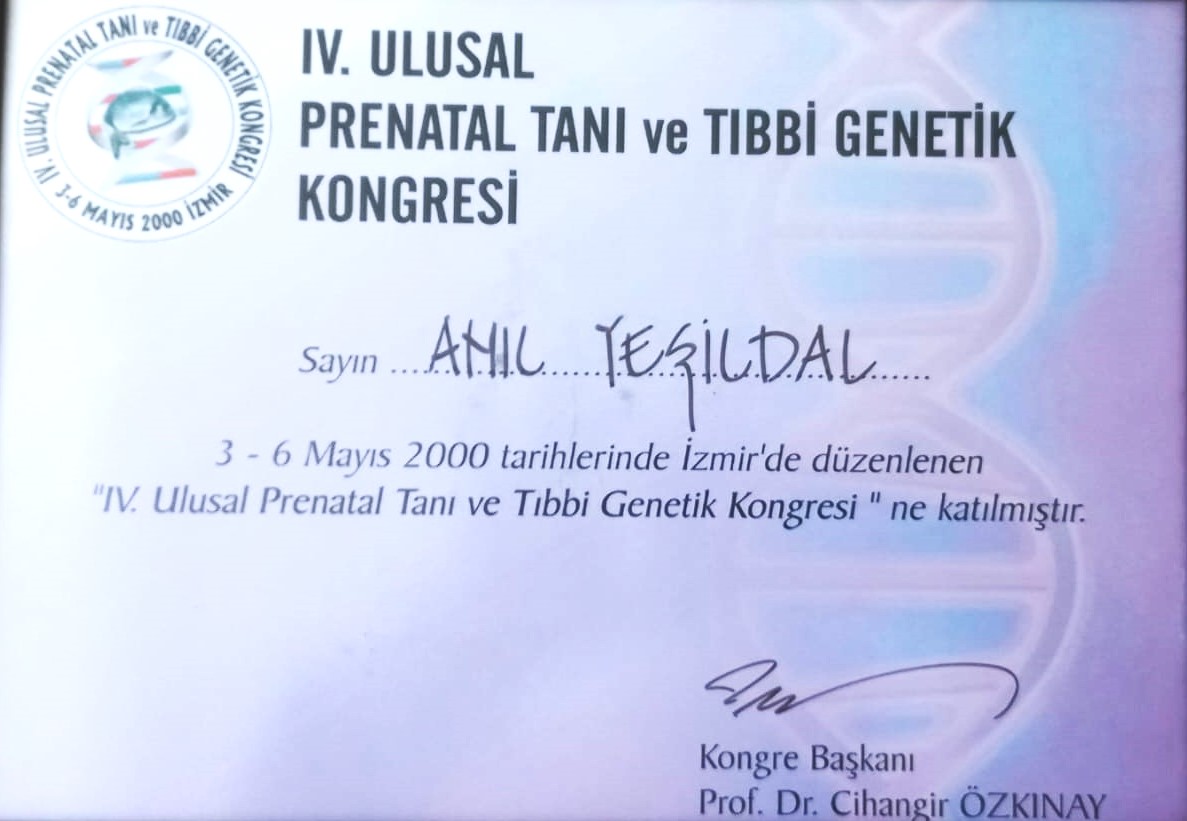 IV. ULUSAL PRENATAL TANI ve TIBBİ GENETİK KONGRESİ
3-6 MAYIS 2000 İZMİR
IV. ULUSAL
PRENATAL TANI ve TIBBİ GENETİK
KONGRESİ
Sayın ....ANIL......YEŞİLDAL......
3 - 6 Mayıs 2000 tarihlerinde İzmir'de düzenlenen
"IV. Ulusal Prenatal Tanı ve Tıbbi Genetik Kongresi " ne katılmıştır.
Kongre Başkanı
Prof. Dr. Cihangir ÖZKINAY